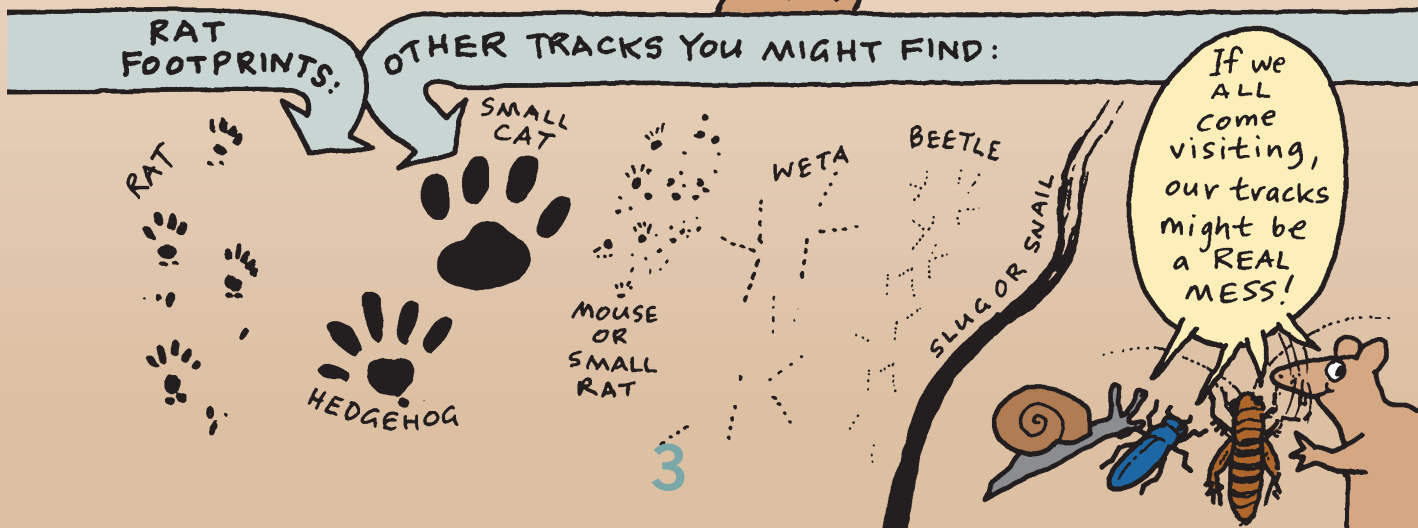 RAT
FOOTPRINTS:
OTHER TRACKS YOU MIGHT FIND:
RAT
HEDGEHOG
SMALL
CAT
MOUSE
OR
SMALL
RAT
WETA
BEETLE
SLUG OR SNAIL
If we
ALL
come
visiting,
our tracks
might be
a REAL
MESS!
3